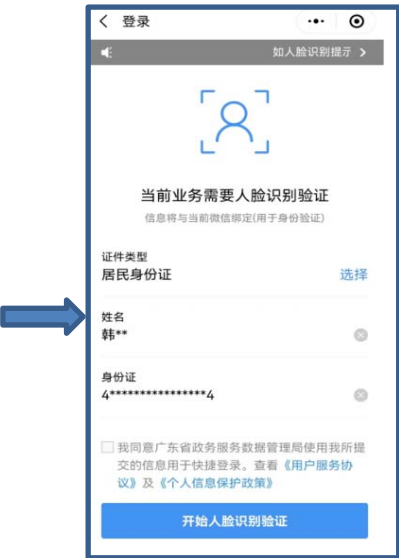 登录
如人脸识别提示
当前业务需要人脸识别验证
信息将与当前微信绑定(用于身份验证)
证件类型
居民身份证
选择
姓名
韩**
身份证
4****************4
我同意广东省政务服务数据管理局使用我所提
交的信息用于快捷登录。查看《用户服务协
议》及《个人信息保护政策》
开始人脸识别验证